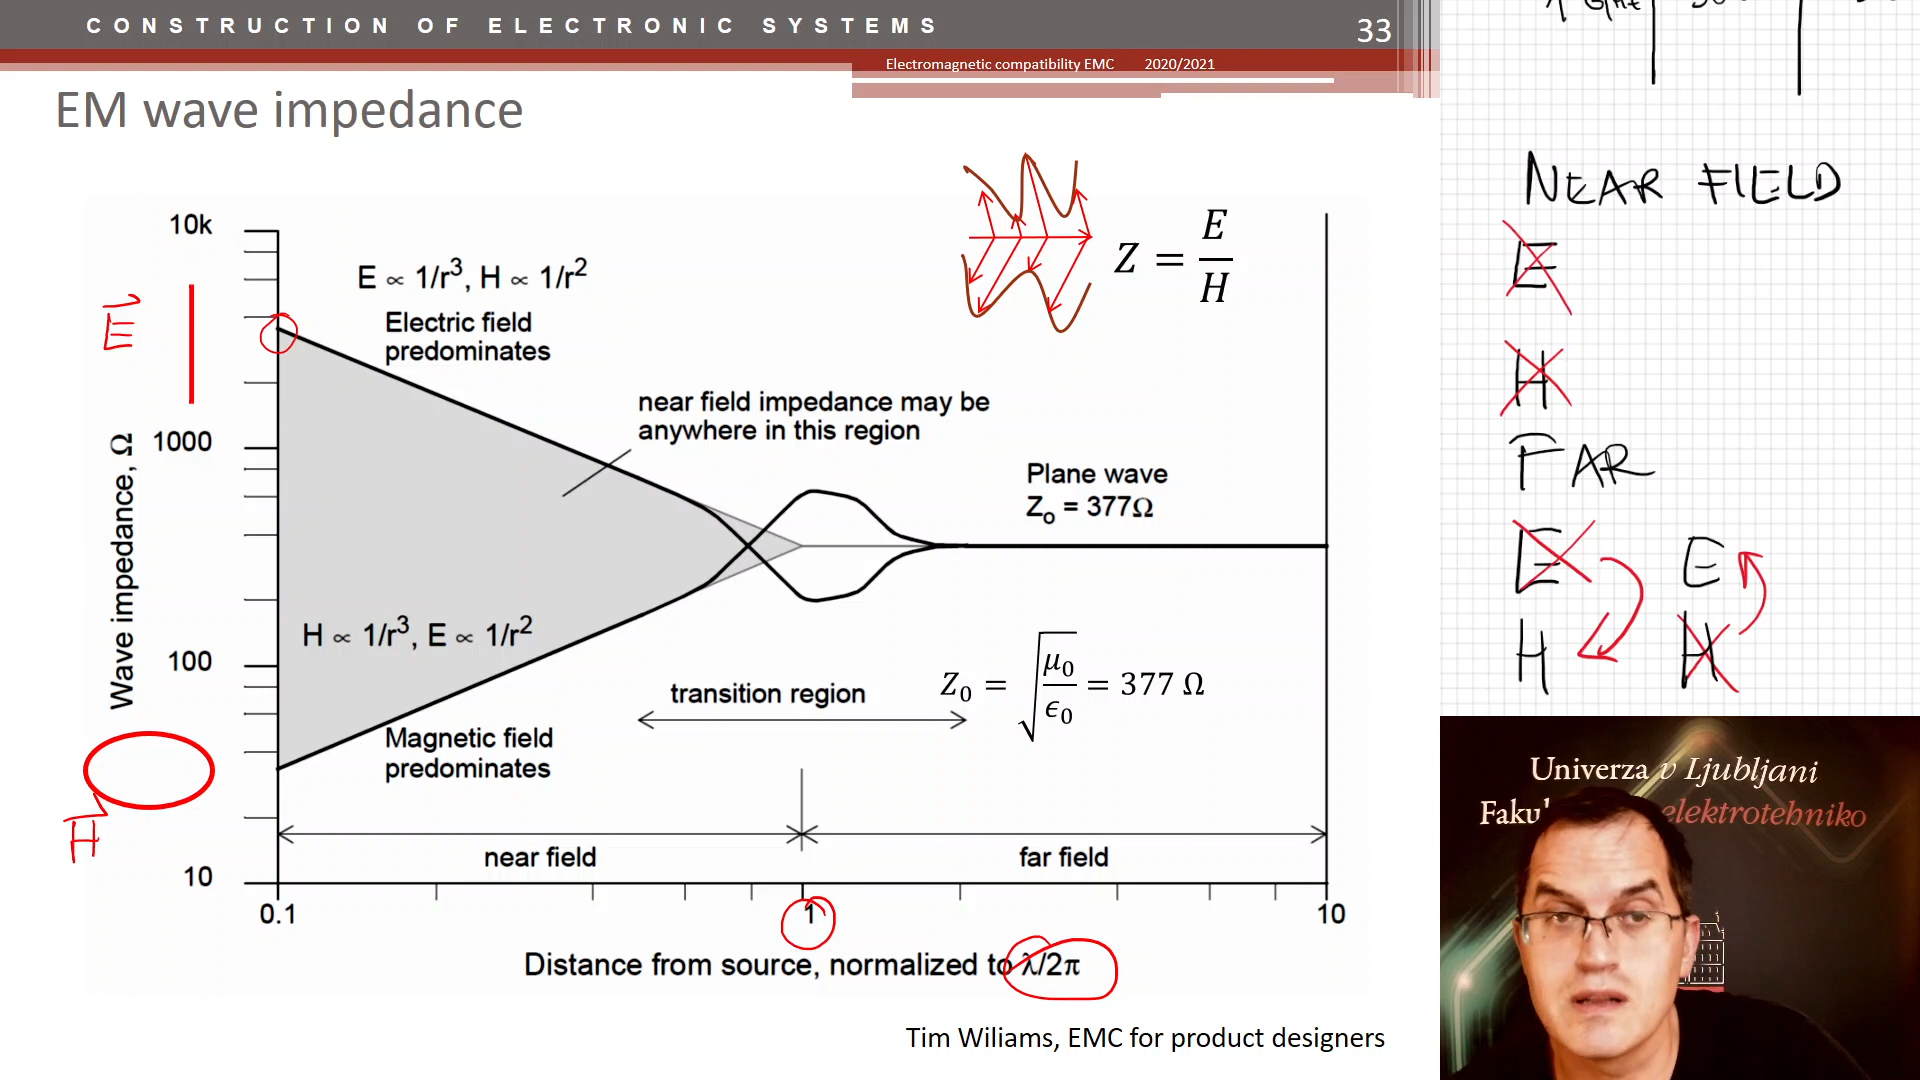 CONSTRUCTION OF ELECTRONIC SYSTEMS
33
Electromagnetic compatibility EMC 2020/2021
EM wave impedance
10k
1000
100
10
Wave impedance, Ω
E ∝ 1/r³, H ∝ 1/r²
Electric field
predominates
near field impedance may be
anywhere in this region
Z = E/H
Plane wave
Zo = 377Ω
H ∝ 1/r³, E ∝ 1/r²
transition region
Z₀ = √(μ₀/ϵ₀) = 377 Ω
Magnetic field
predominates
near field
far field
0.1
1
10
Distance from source, normalized to λ/2π
Tim Wiliams, EMC for product designers
E
H
NEAR FIELD
E
H
FAR
E
E
H
H
Univerza v Ljubljani
elektrotehniko